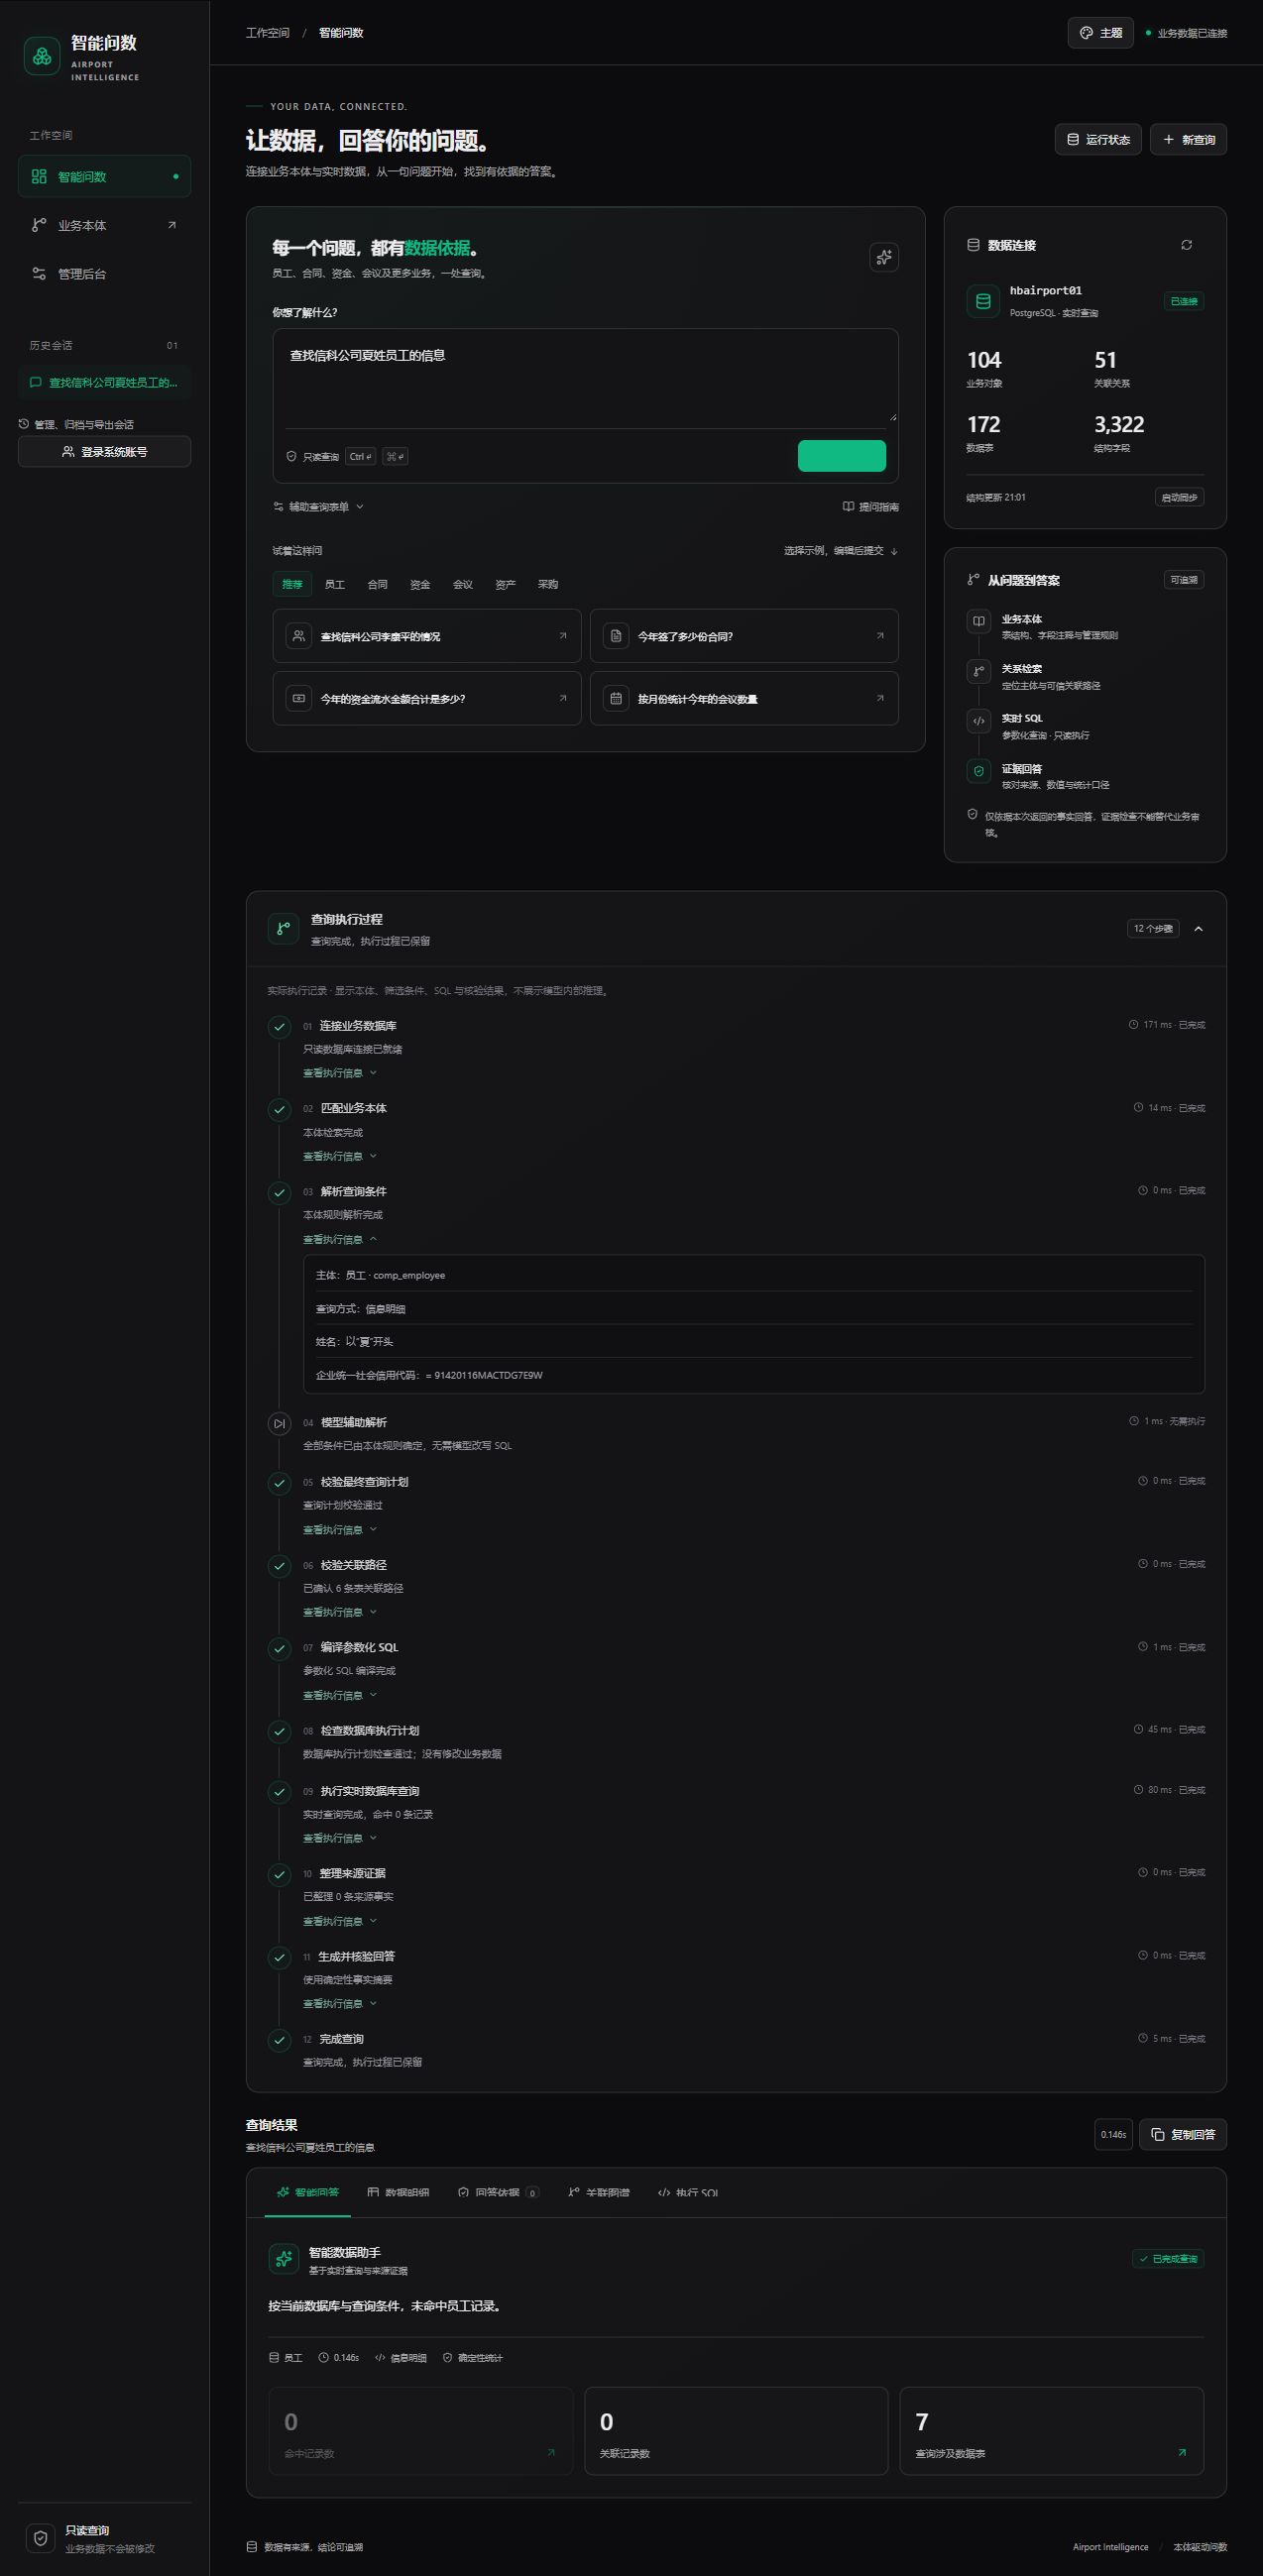 智能问数
AIRPORT
INTELLIGENCE
工作空间
智能问数
业务本体
管理后台
历史会话 01
查找信科公司夏姓员工的...
管理、归档与导出会话
登录系统账号
只读查询
业务数据不会被修改
工作空间 / 智能问数
主题
业务数据已连接
YOUR DATA, CONNECTED.
让数据，回答你的问题。
连接业务本体与实时数据，从一句问题开始，找到有依据的答案。
运行状态
新查询
每一个问题，都有数据依据。
员工、合同、资金、会议及更多业务，一处查询。
你想了解什么？
查找信科公司夏姓员工的信息
只读查询 Ctrl ↵ ⌘ ↵
辅助查询表单
提问指南
试着这样问
选择示例，编辑后提交 ↓
推荐 员工 合同 资金 会议 资产 采购
查找信科公司李康平的情况
今年签了多少份合同？
今年的资金流水金额合计是多少？
按月份统计今年的会议数量
数据连接
hbairport01
PostgreSQL · 实时查询
已连接
104 51
业务对象 关联关系
172 3,322
数据表 结构字段
结构更新 21:01
启动同步
从问题到答案
可追溯
业务本体
表结构、字段注释与管理规则
关系检索
定位主体与可信关联路径
实时 SQL
参数化查询 · 只读执行
证据回答
核对来源、数值与统计口径
仅依据本次返回的事实回答，证据检查不能替代业务审
核。
查询执行过程
查询完成，执行过程已保留
12 个步骤
实际执行记录 · 显示本体、筛选条件、SQL 与核验结果，不展示模型内部推理。
01 连接业务数据库 171 ms · 已完成
只读数据库连接已就绪
查看执行信息
02 匹配业务本体 14 ms · 已完成
本体检索完成
查看执行信息
03 解析查询条件 0 ms · 已完成
本体规则解析完成
查看执行信息
主体：员工 · comp_employee
查询方式：信息明细
姓名：以“夏”开头
企业统一社会信用代码：= 91420116MACTDG7E9W
04 模型辅助解析 1 ms · 无需执行
全部条件已由本体规则确定，无需模型改写 SQL
05 校验最终查询计划 0 ms · 已完成
查询计划校验通过
查看执行信息
06 校验关联路径 0 ms · 已完成
已确认 6 条表关联路径
查看执行信息
07 编译参数化 SQL 1 ms · 已完成
参数化 SQL 编译完成
查看执行信息
08 检查数据库执行计划 45 ms · 已完成
数据库执行计划检查通过；没有修改业务数据
09 执行实时数据库查询 80 ms · 已完成
实时查询完成，命中 0 条记录
查看执行信息
10 整理来源证据 0 ms · 已完成
已整理 0 条来源事实
查看执行信息
11 生成并核验回答 0 ms · 已完成
使用确定性事实摘要
查看执行信息
12 完成查询 5 ms · 已完成
查询完成，执行过程已保留
查询结果
查找信科公司夏姓员工的信息
0.146s
复制回答
智能回答 数据明细 回答依据 0 关联图谱 执行 SQL
智能数据助手
基于实时查询与来源证据
已完成查询
按当前数据库与查询条件，未命中员工记录。
员工 0.146s 信息明细 确定性统计
0 0 7
命中记录数 关联记录数 查询涉及数据表
数据有来源，结论可追溯
Airport Intelligence / 本体驱动问数